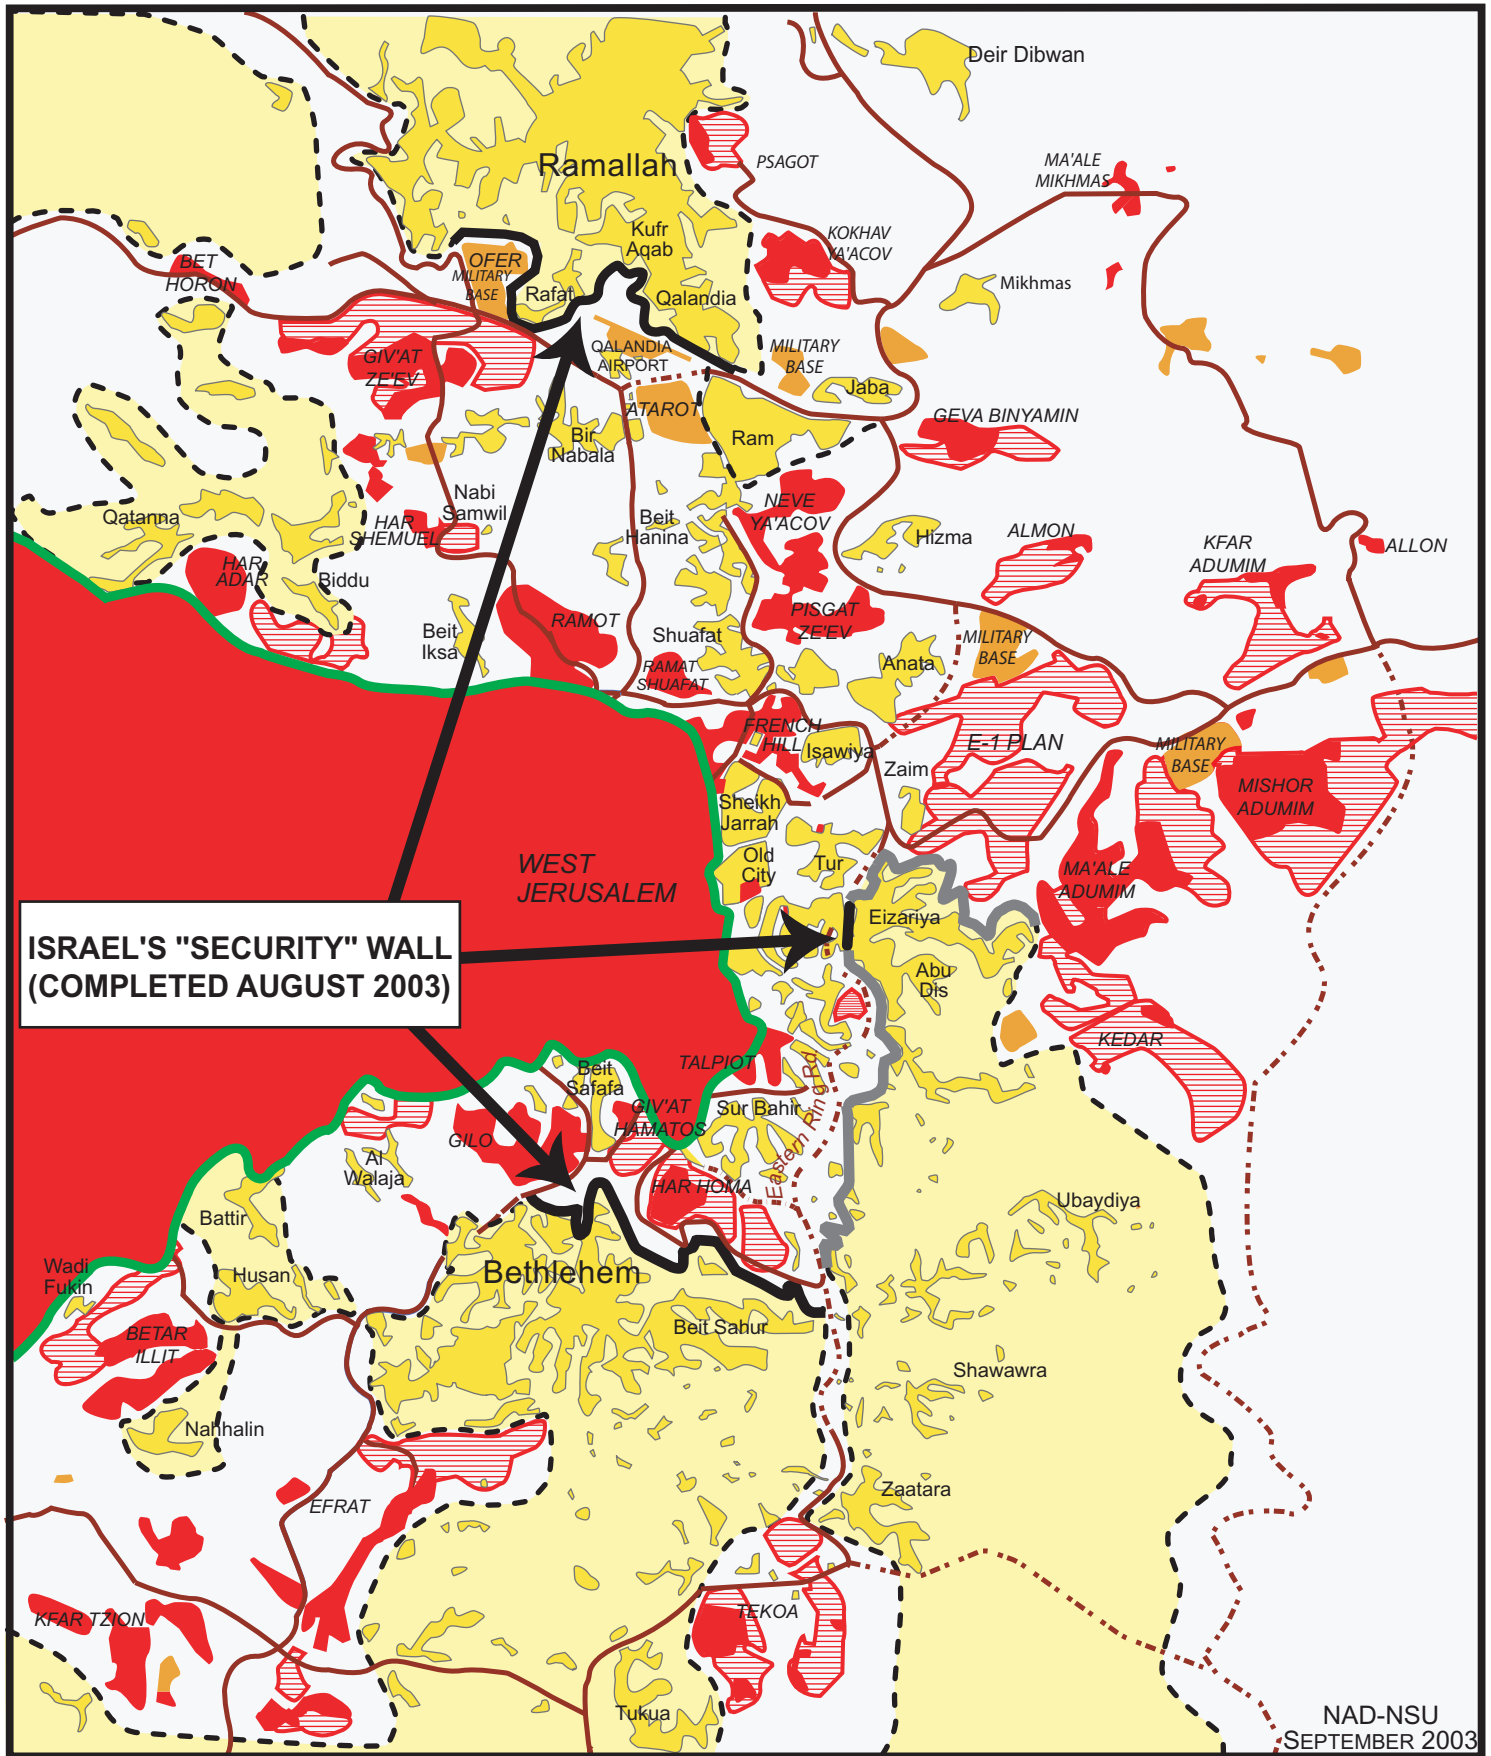 Deir Dibwan
Ramallah
PSAGOT
MA'ALE
MIKHMAS
Kufr
Aqab
KOKHAV
YA'ACOV
BET
HORON
OFER
MILITARY
BASE
Rafat
Qalandia
Mikhmas
QALANDIA
AIRPORT
MILITARY
BASE
GIV'AT
ZE'EV
Jaba
ATAROT
GEVA BINYAMIN
Bir
Nabala
Ram
Nabi
Samwil
Qatanna
HAR
SHEMUEL
Beit
Hanina
NEVE
YA'ACOV
Hizma
ALMON
KFAR
ADUMIM
ALLON
HAR
ADAR
Biddu
RAMOT
PISGAT
ZE'EV
Beit
Iksa
Shuafat
MILITARY
BASE
Anata
RAMAT
SHUAFAT
FRENCH
HILL
Isawiya
E-1 PLAN
MILITARY
BASE
Zaim
MISHOR
ADUMIM
Sheikh
Jarrah
WEST
JERUSALEM
Old
City
Tur
MA'ALE
ADUMIM
Eizariya
ISRAEL'S "SECURITY" WALL
(COMPLETED AUGUST 2003)
Abu
Dis
KEDAR
TALPIOT
Beit
Safafa
Eastern Ring Rd.
GIV'AT
HAMATOS
Sur Bahir
GILO
Al
Walaja
HAR HOMA
Ubaydiya
Battir
Wadi
Fukin
Husan
Bethlehem
Beit Sahur
BETAR
ILLIT
Shawawra
Nahhalin
Zaatara
EFRAT
KFAR TZION
TEKOA
Tukua
NAD-NSU
SEPTEMBER 2003